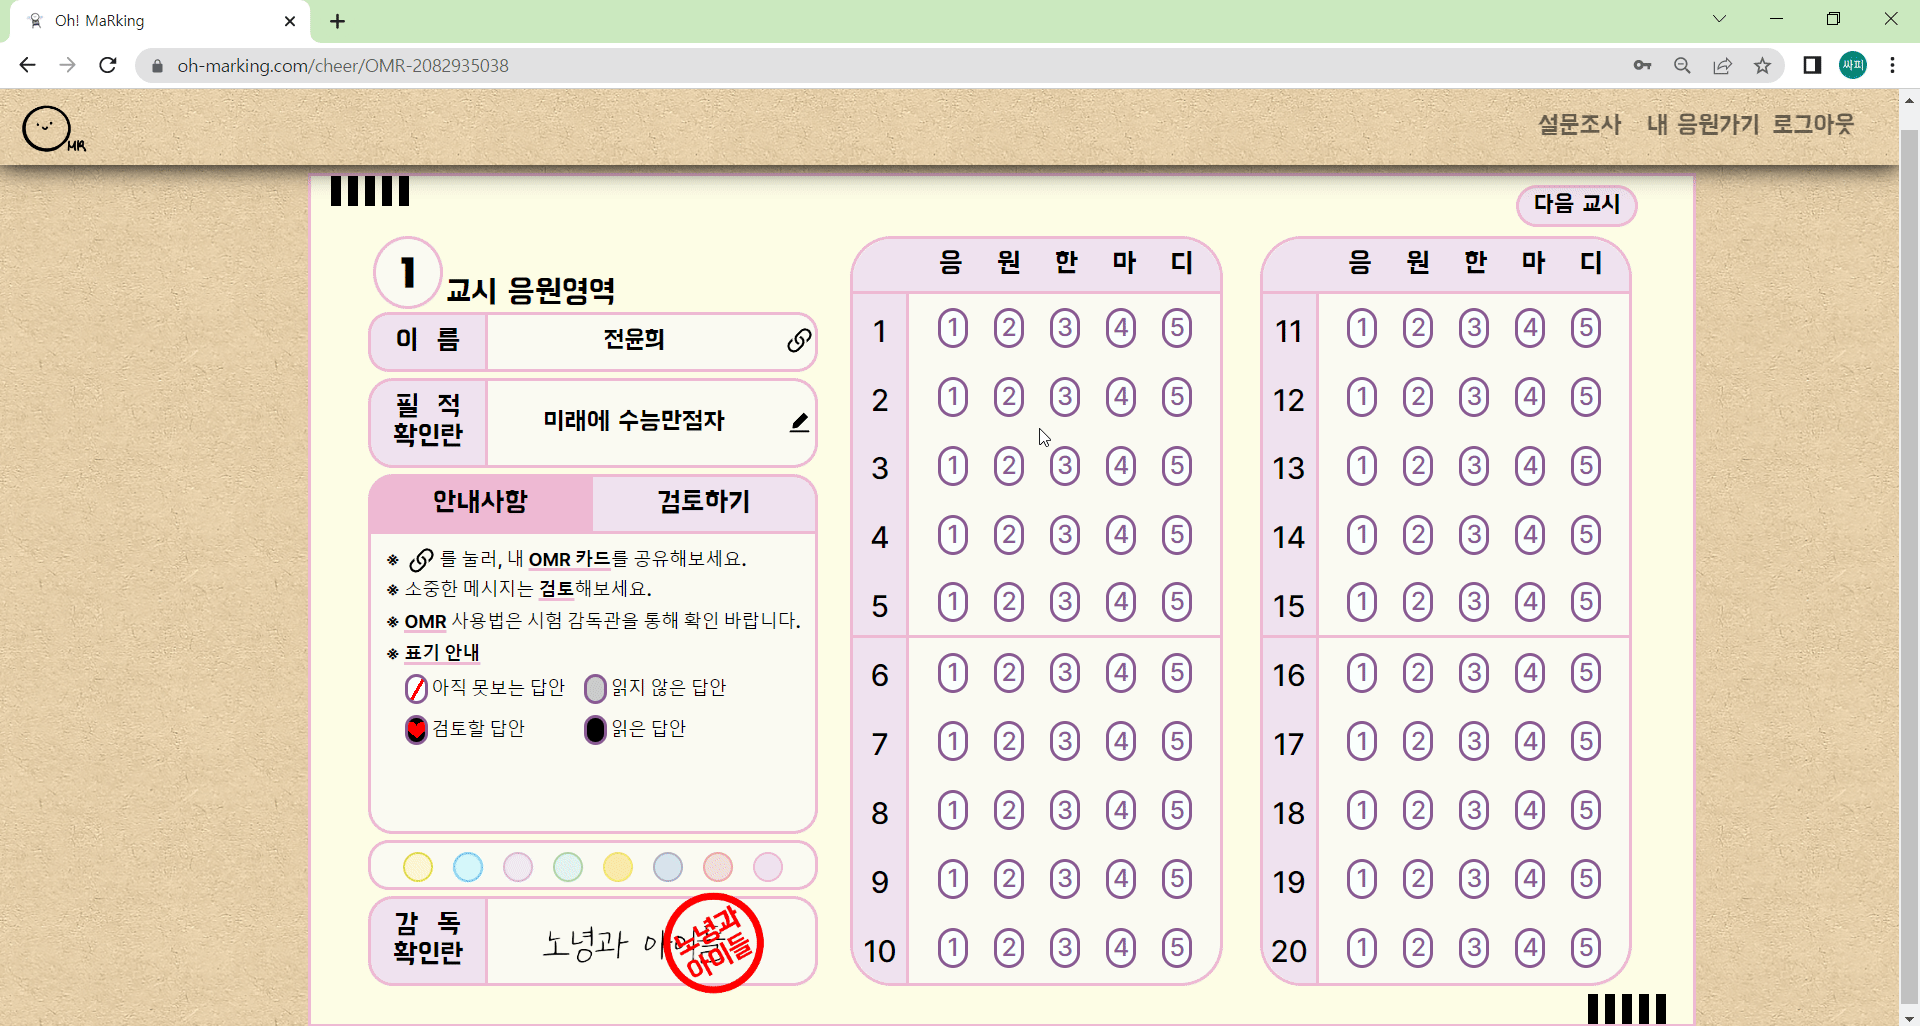 Oh! MaRking
oh-marking.com/cheer/OMR-2082935038
싸피
MR
설문조사 내 응원가기 로그아웃
다음 교시
1 교시 응원영역
이 름 전윤희
필 적
확인란
미래에 수능만점자
안내사항 검토하기
※ 를 눌러, 내 OMR 카드를 공유해보세요.
※ 소중한 메시지는 검토해보세요.
※ OMR 사용법은 시험 감독관을 통해 확인 바랍니다.
※ 표기 안내
아직 못보는 답안 읽지 않은 답안
검토할 답안 읽은 답안
감 독
확인란
노녕과 아이들
노녕과
아이들
응 원 한 마 디
1 1 2 3 4 5
2 1 2 3 4 5
3 1 2 3 4 5
4 1 2 3 4 5
5 1 2 3 4 5
6 1 2 3 4 5
7 1 2 3 4 5
8 1 2 3 4 5
9 1 2 3 4 5
10 1 2 3 4 5
응 원 한 마 디
11 1 2 3 4 5
12 1 2 3 4 5
13 1 2 3 4 5
14 1 2 3 4 5
15 1 2 3 4 5
16 1 2 3 4 5
17 1 2 3 4 5
18 1 2 3 4 5
19 1 2 3 4 5
20 1 2 3 4 5